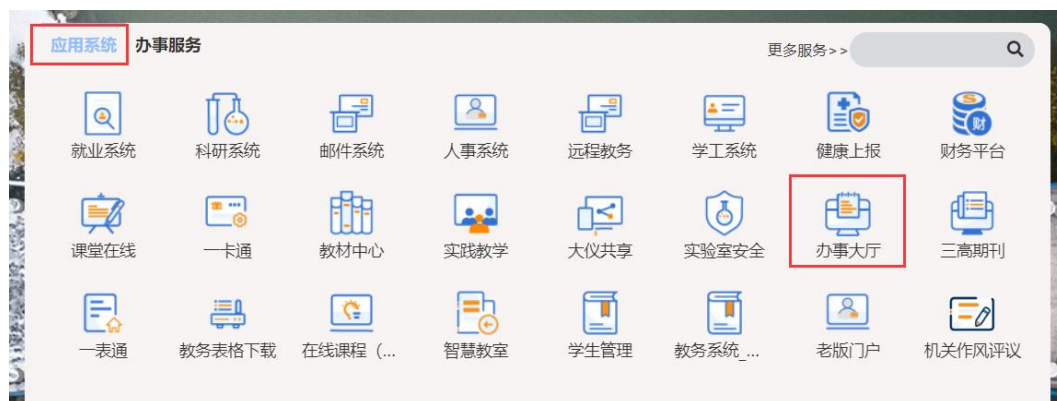 应用系统 办事服务 更多服务>>
就业系统 科研系统 邮件系统 人事系统 远程教务 学工系统 健康上报 财务平台
课堂在线 一卡通 教材中心 实践教学 大仪共享 实验室安全 办事大厅 三高期刊
一表通 教务表格下载 在线课程（... 智慧教室 学生管理 教务系统_... 老版门户 机关作风评议